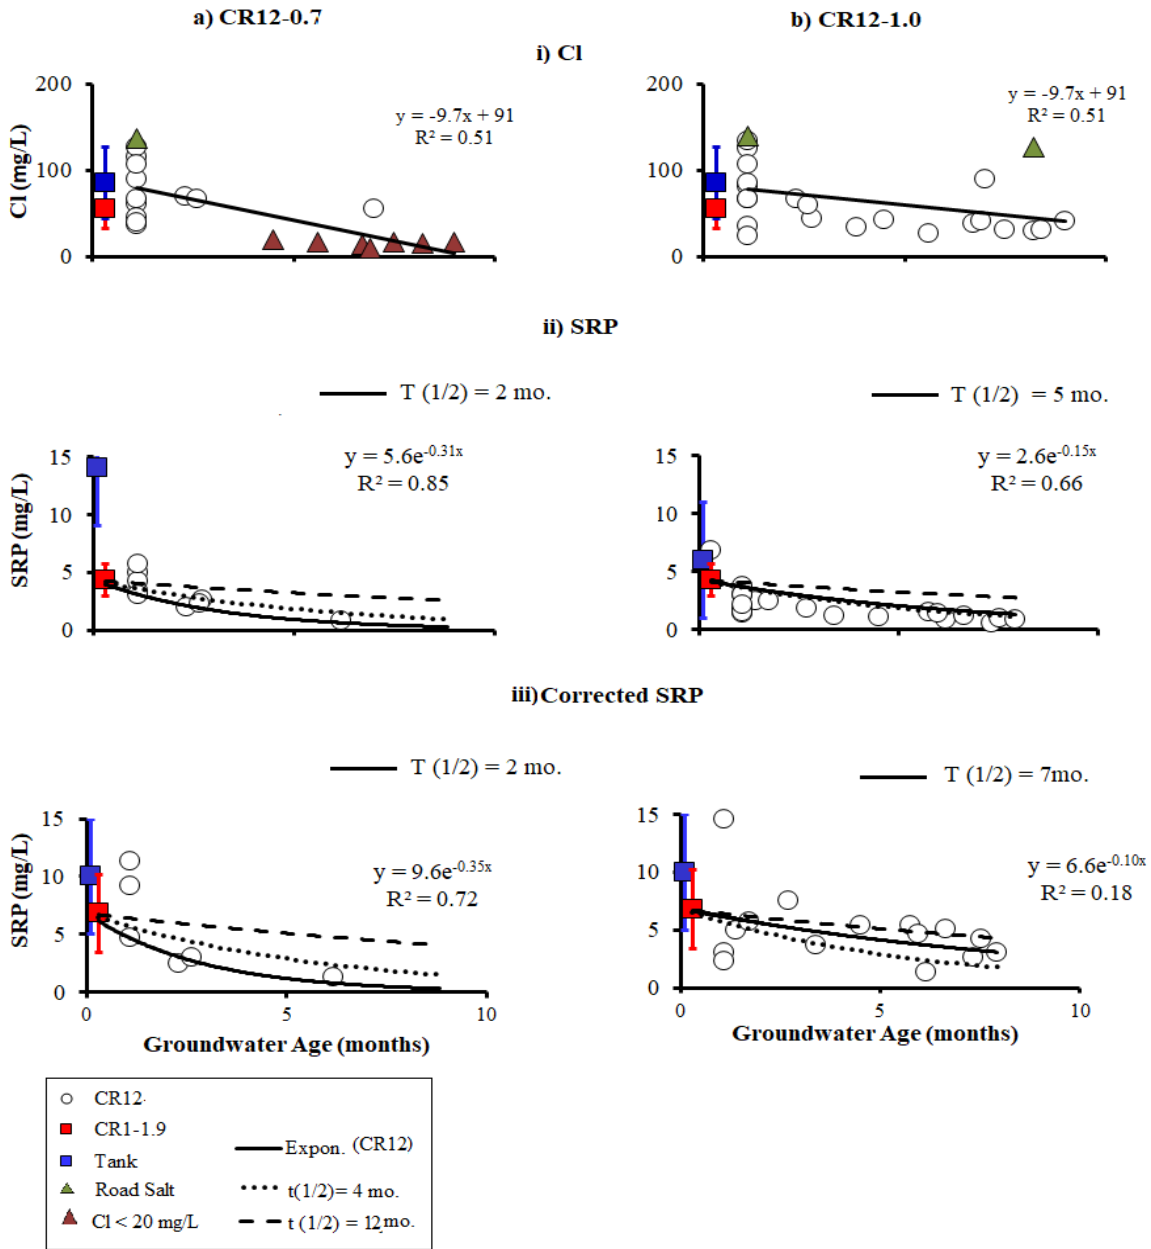 a) CR12-0.7
b) CR12-1.0
i) Cl
200
100
0
Cl (mg/L)
y = -9.7x + 91
R² = 0.51
200
100
0
y = -9.7x + 91
R² = 0.51
ii) SRP
T (1/2) = 2 mo.
T (1/2) = 5 mo.
15
10
5
0
SRP (mg/L)
y = 5.6e^-0.31x
R² = 0.85
15
10
5
0
y = 2.6e^-0.15x
R² = 0.66
iii)Corrected SRP
T (1/2) = 2 mo.
T (1/2) = 7mo.
15
10
5
0
SRP (mg/L)
y = 9.6e^-0.35x
R² = 0.72
0 5 10
Groundwater Age (months)
15
10
5
0
y = 6.6e^-0.10x
R² = 0.18
0 5 10
Groundwater Age (months)
CR12
CR1-1.9
Tank
Road Salt
Cl < 20 mg/L
Expon. (CR12)
t(1/2)= 4 mo.
t (1/2) = 12mo.